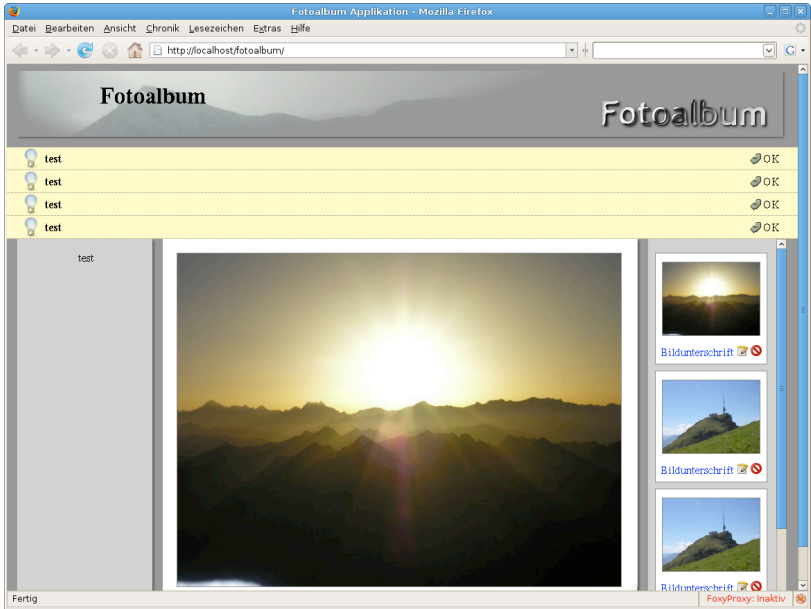 Fotoalbum Applikation - Mozilla Firefox
Datei Bearbeiten Ansicht Chronik Lesezeichen Extras Hilfe
http://localhost/fotoalbum/
G
Fotoalbum
Fotoalbum
test OK
test OK
test OK
test OK
test
Bildunterschrift
Bildunterschrift
Bildunterschrift
Fertig
FoxyProxy: Inaktiv